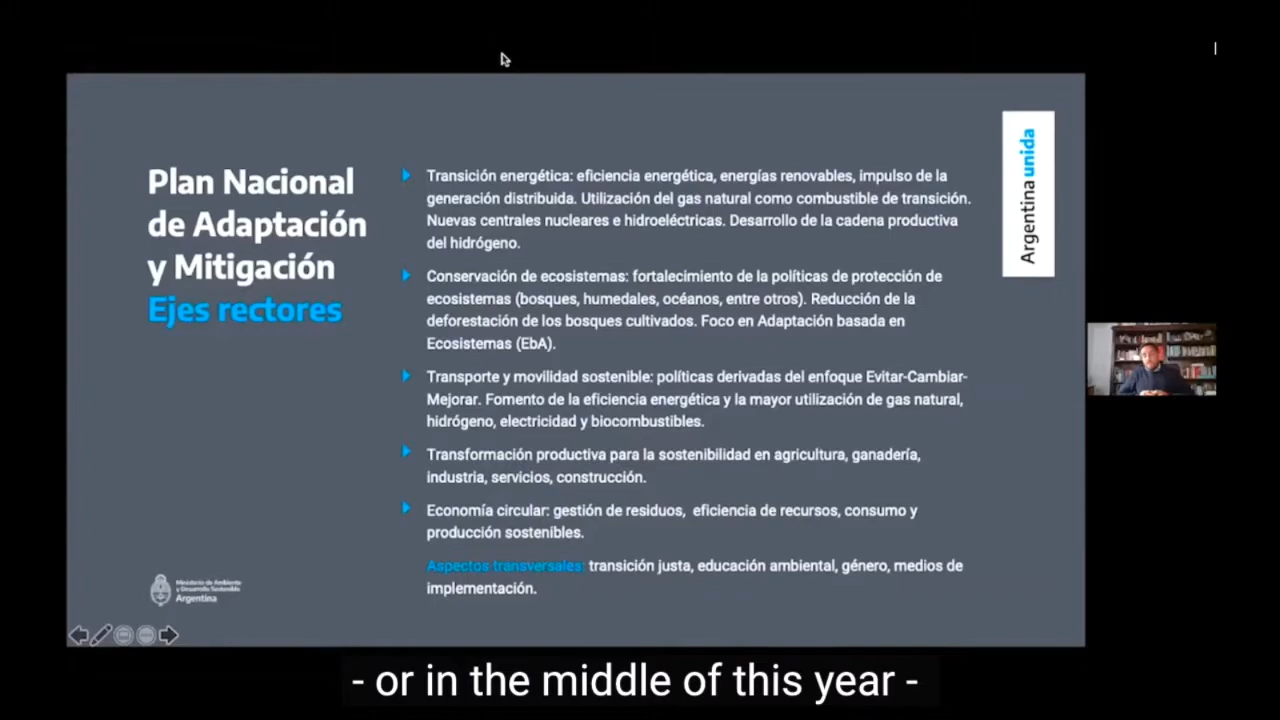 Plan Nacional
de Adaptación
y Mitigación
Ejes rectores
Transición energética: eficiencia energética, energías renovables, impulso de la
generación distribuida. Utilización del gas natural como combustible de transición.
Nuevas centrales nucleares e hidroeléctricas. Desarrollo de la cadena productiva
del hidrógeno.
Conservación de ecosistemas: fortalecimiento de la políticas de protección de
ecosistemas (bosques, humedales, océanos, entre otros). Reducción de la
deforestación de los bosques cultivados. Foco en Adaptación basada en
Ecosistemas (EbA).
Transporte y movilidad sostenible: políticas derivadas del enfoque Evitar-Cambiar-
Mejorar. Fomento de la eficiencia energética y la mayor utilización de gas natural,
hidrógeno, electricidad y biocombustibles.
Transformación productiva para la sostenibilidad en agricultura, ganadería,
industria, servicios, construcción.
Economía circular: gestión de residuos, eficiencia de recursos, consumo y
producción sostenibles.
Aspectos transversales: transición justa, educación ambiental, género, medios de
implementación.
Argentina unida
Ministerio de Ambiente
y Desarrollo Sostenible
Argentina
- or in the middle of this year -